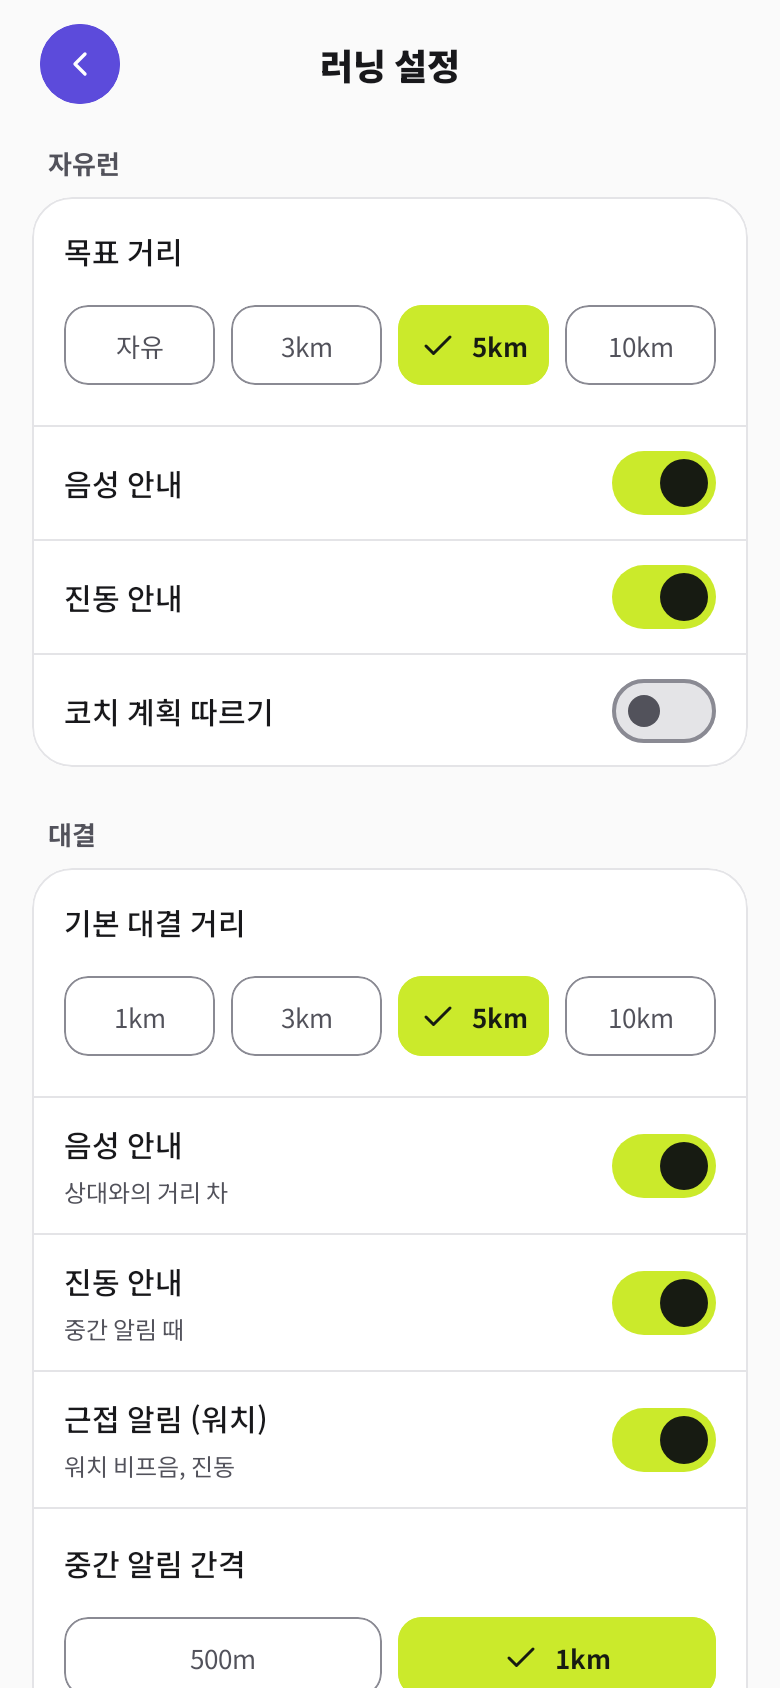 러닝 설정
자유런
목표 거리
자유 3km 5km 10km
음성 안내
진동 안내
코치 계획 따르기
대결
기본 대결 거리
1km 3km 5km 10km
음성 안내
상대와의 거리 차
진동 안내
중간 알림 때
근접 알림 (워치)
워치 비프음, 진동
중간 알림 간격
500m 1km